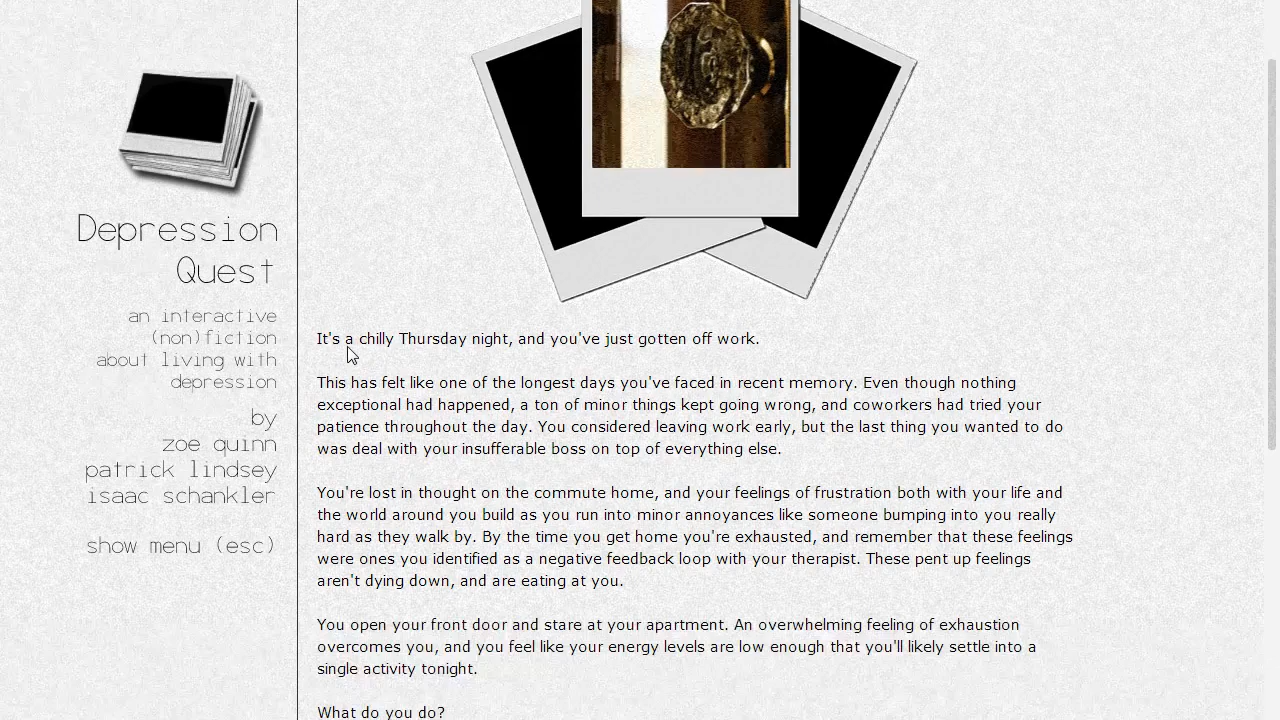 Depression
Quest
an interactive
(non)fiction
about living with
depression
by
zoe quinn
patrick lindsey
isaac schankler
show menu (esc)
It's a chilly Thursday night, and you've just gotten off work.
This has felt like one of the longest days you've faced in recent memory. Even though nothing
exceptional had happened, a ton of minor things kept going wrong, and coworkers had tried your
patience throughout the day. You considered leaving work early, but the last thing you wanted to do
was deal with your insufferable boss on top of everything else.
You're lost in thought on the commute home, and your feelings of frustration both with your life and
the world around you build as you run into minor annoyances like someone bumping into you really
hard as they walk by. By the time you get home you're exhausted, and remember that these feelings
were ones you identified as a negative feedback loop with your therapist. These pent up feelings
aren't dying down, and are eating at you.
You open your front door and stare at your apartment. An overwhelming feeling of exhaustion
overcomes you, and you feel like your energy levels are low enough that you'll likely settle into a
single activity tonight.
What do you do?